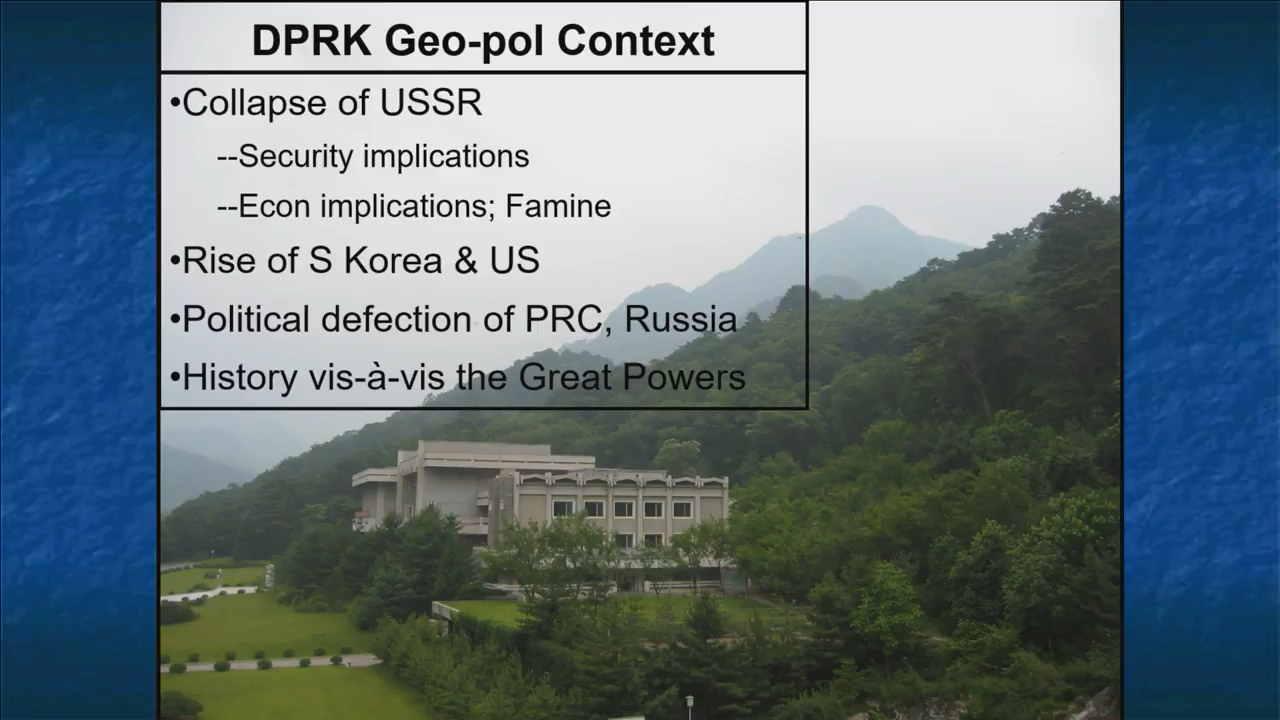 DPRK Geo-pol Context
•Collapse of USSR
--Security implications
--Econ implications; Famine
•Rise of S Korea & US
•Political defection of PRC, Russia
•History vis-à-vis the Great Powers